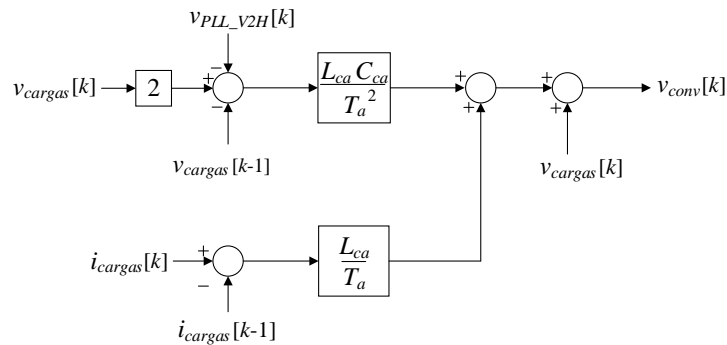 v_{PLL_V2H}[k]
v_{cargas}[k]
2
L_{ca} C_{ca}
T_a^2
v_{conv}[k]
v_{cargas}[k-1]
v_{cargas}[k]
i_{cargas}[k]
L_{ca}
T_a
i_{cargas}[k-1]